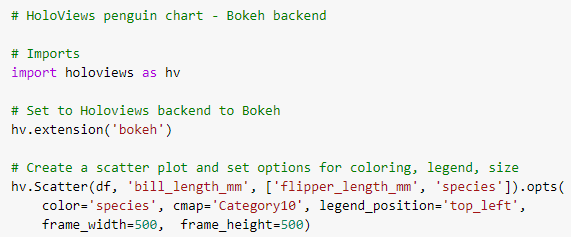 # HoloViews penguin chart - Bokeh backend
# Imports
import holoviews as hv
# Set to Holoviews backend to Bokeh
hv.extension('bokeh')
# Create a scatter plot and set options for coloring, legend, size
hv.Scatter(df, 'bill_length_mm', ['flipper_length_mm', 'species']).opts(
    color='species', cmap='Category10', legend_position='top_left',
    frame_width=500,  frame_height=500)